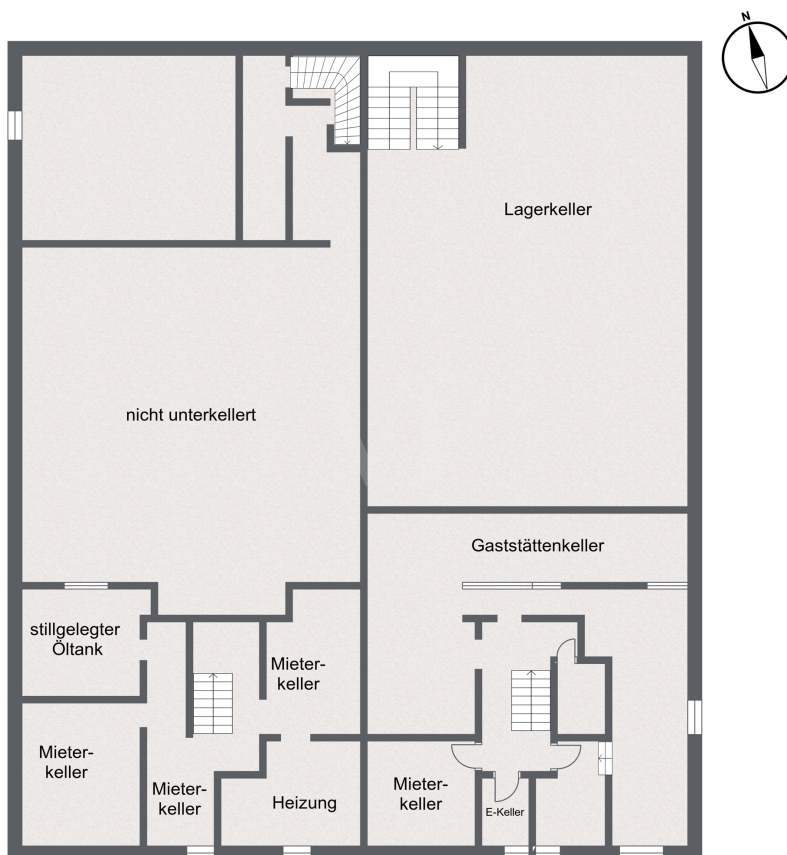 N
Lagerkeller
nicht unterkellert
Gaststättenkeller
stillgelegter
Öltank
Mieter-
keller
Mieter-
keller
Mieter-
keller
Heizung
Mieter-
keller
E-Keller